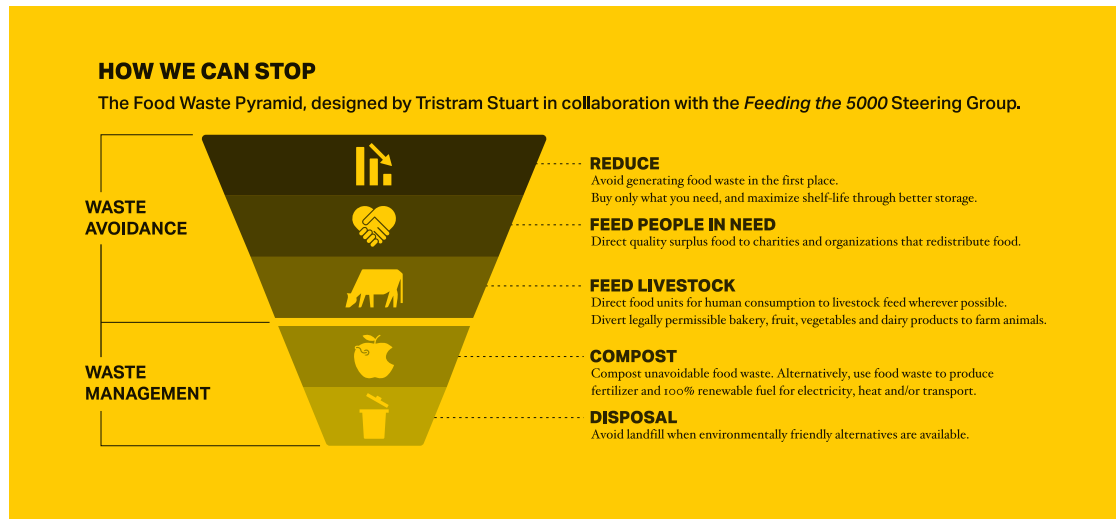 HOW WE CAN STOP
The Food Waste Pyramid, designed by Tristram Stuart in collaboration with the Feeding the 5000 Steering Group.
WASTE
AVOIDANCE
REDUCE
Avoid generating food waste in the first place.
Buy only what you need, and maximize shelf-life through better storage.
FEED PEOPLE IN NEED
Direct quality surplus food to charities and organizations that redistribute food.
FEED LIVESTOCK
Direct food units for human consumption to livestock feed wherever possible.
Divert legally permissible bakery, fruit, vegetables and dairy products to farm animals.
WASTE
MANAGEMENT
COMPOST
Compost unavoidable food waste. Alternatively, use food waste to produce
fertilizer and 100% renewable fuel for electricity, heat and/or transport.
DISPOSAL
Avoid landfill when environmentally friendly alternatives are available.